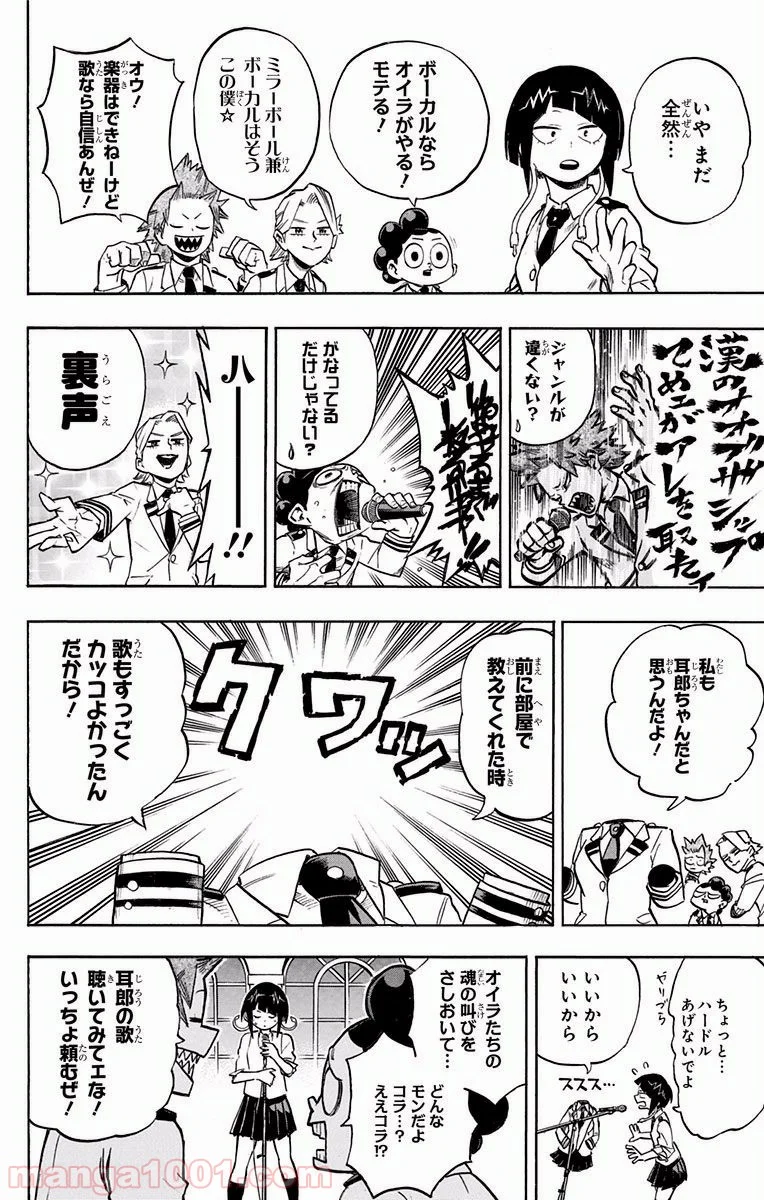 いやまだ
全然…
ボーカルなら
オイラがやる!
モテる!
ミラーボール兼
ボーカルはそう
この僕☆
オウ!
楽器はできねーけど
歌なら自信あんぜ!
漢のオオブザシップ
てめェがアレを取れァ
ジャンルが
違くない?
がなってる
だけじゃない?
ハーーー!!
裏声
私も
耳郎ちゃんだと
思うんだよ!
前に部屋で
教えてくれた時
クワッ
歌もすっごく
カッコよかったん
だから!
ちょっと…
ハードル
あげないでよ
やりづら
いいから
いいから
ススス…
オイラたちの
魂の叫びを
さしおいて…
どんな
モンだよ
コラ…?
ええコラ!?
耳郎の歌
聴いてみてェな!
いっちょ頼むぜ!
manga1001.com